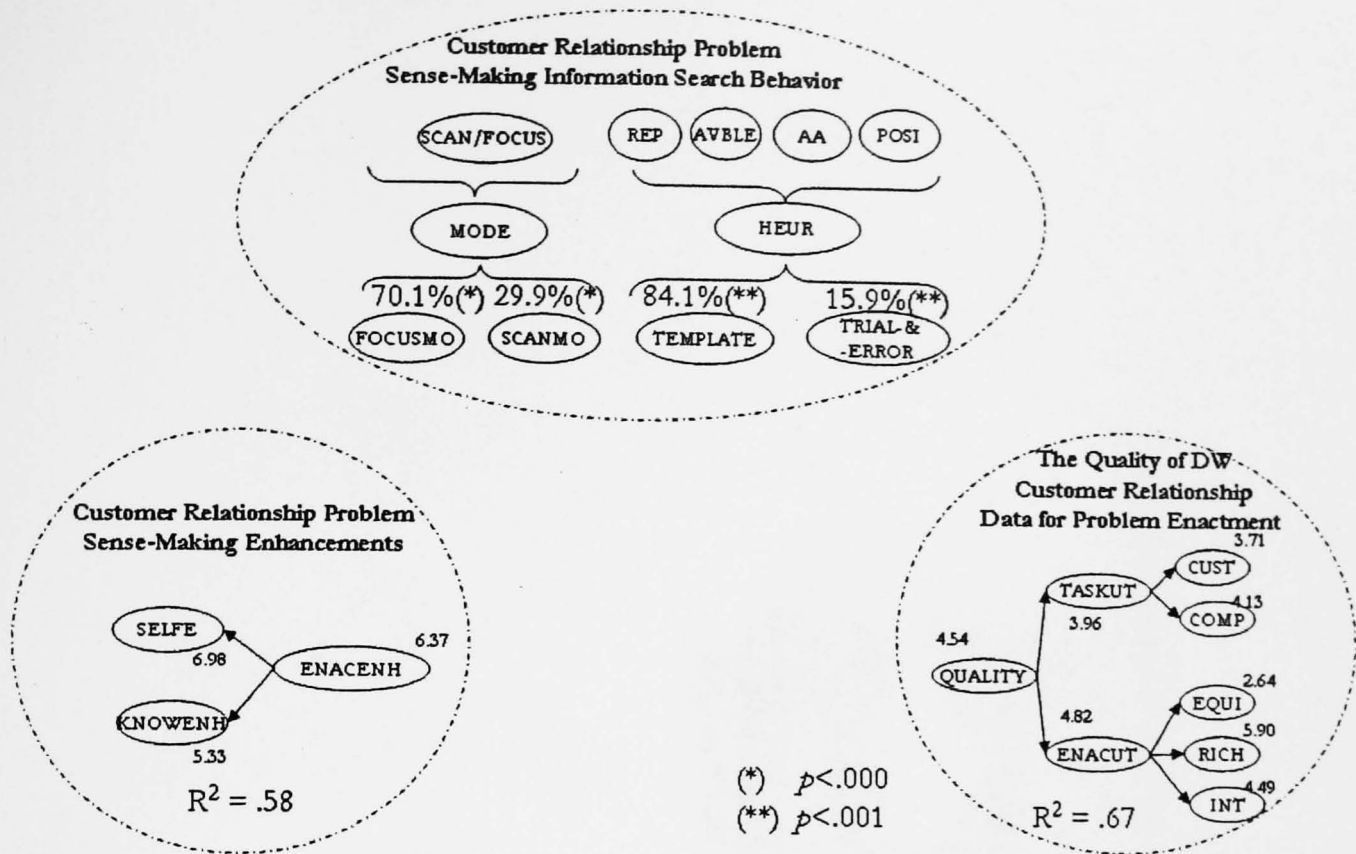 Customer Relationship Problem
Sense-Making Information Search Behavior
SCAN/FOCUS
REP
AVBLE
AA
POSI
MODE
HEUR
70.1%(*)
29.9%(*)
84.1%(**)
15.9%(**)
FOCUSMO
SCANMO
TEMPLATE
TRIAL-&
-ERROR
Customer Relationship Problem
Sense-Making Enhancements
SELFE
6.98
ENACENH
6.37
KNOWENH
5.33
R² = .58
(*) p<.000
(**) p<.001
The Quality of DW
Customer Relationship
Data for Problem Enactment
3.71
CUST
TASKUT
3.96
4.13
COMP
4.54
QUALITY
2.64
EQUI
4.82
ENACUT
5.90
RICH
4.49
INT
R² = .67